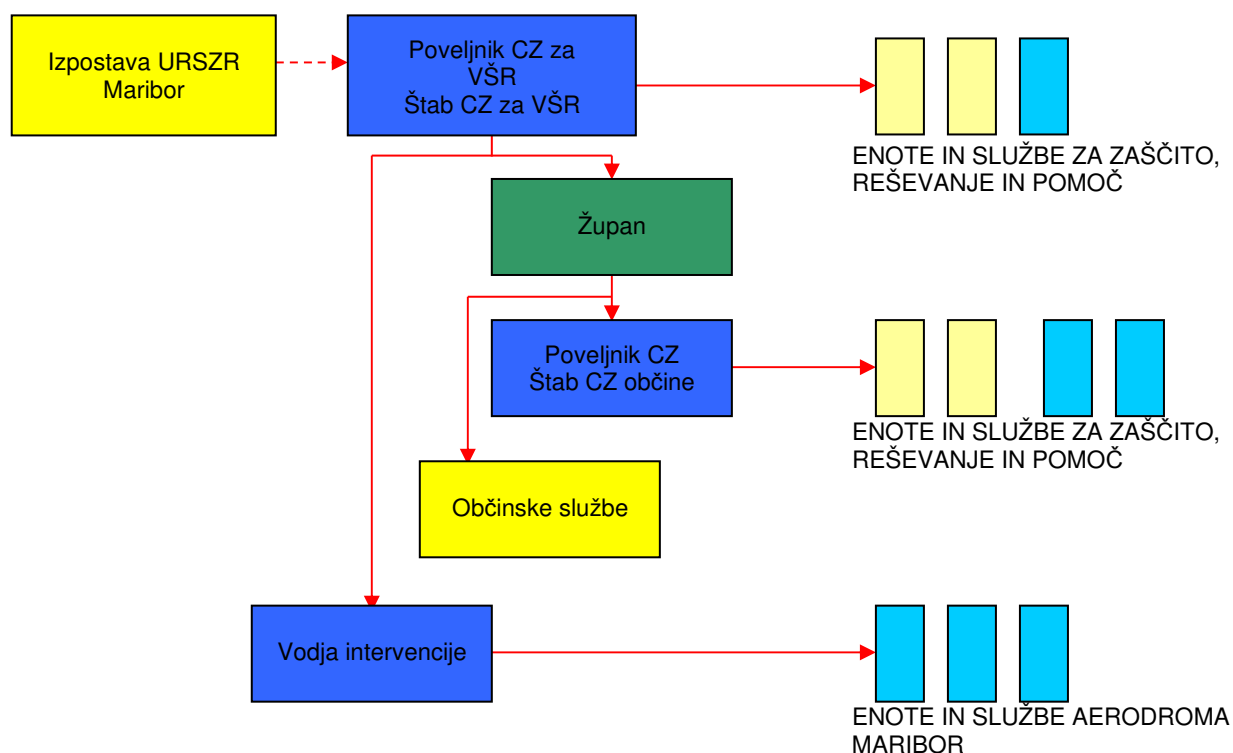 Izpostava URSZR
Maribor
Poveljnik CZ za
VŠR
Štab CZ za VŠR
ENOTE IN SLUŽBE ZA ZAŠČITO,
REŠEVANJE IN POMOČ
Župan
Poveljnik CZ
Štab CZ občine
ENOTE IN SLUŽBE ZA ZAŠČITO,
REŠEVANJE IN POMOČ
Občinske službe
Vodja intervencije
ENOTE IN SLUŽBE AERODROMA
MARIBOR